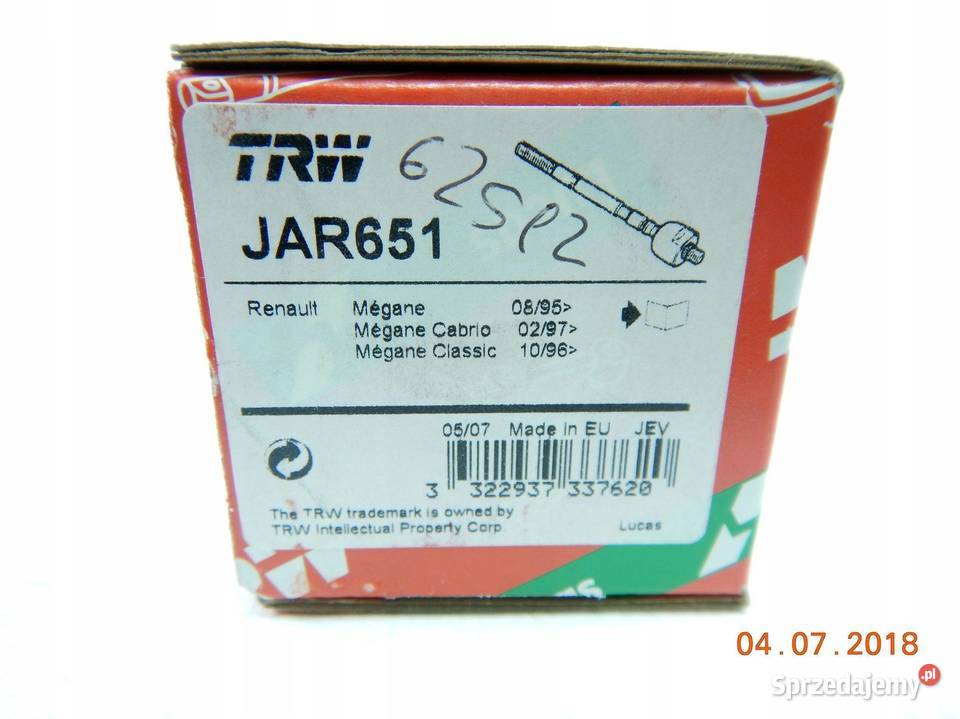 TRW
62SPZ
JAR651
Renault Mégane 08/95>
Mégane Cabrio 02/97>
Mégane Classic 10/96>
05/07 Made in EU JEV
3 322937 337620
The TRW trademark is owned by
TRW Intellectual Property Corp
Lucas
04.07.2018
Sprzedajemy.pl